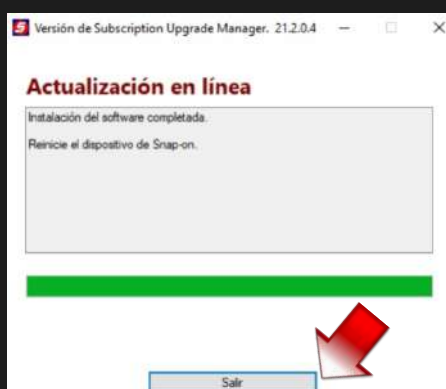 Versión de Subscription Upgrade Manager. 21.2.0.4
Actualización en línea
Instalación del software completada.
Reinicie el dispositivo de Snap-on.
Salir